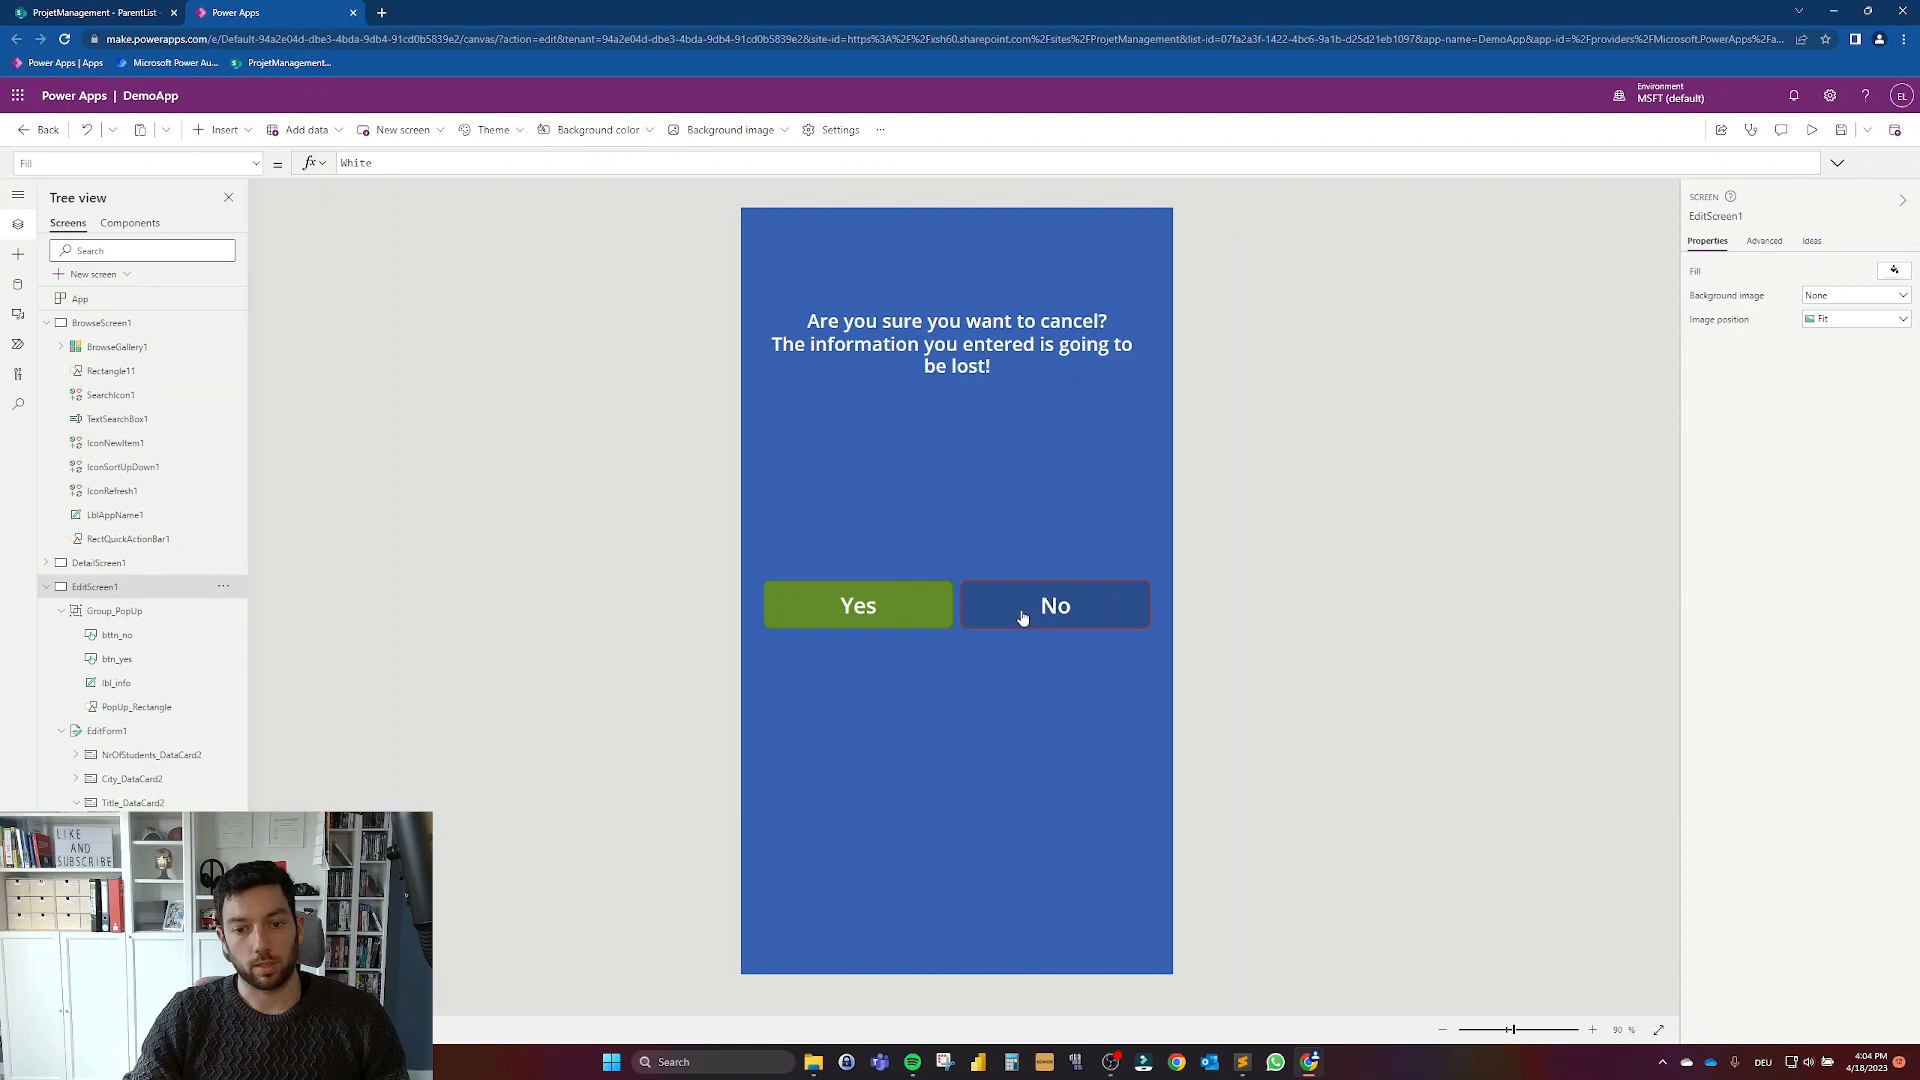 ProjetManagement - ParentList -
Power Apps
make.powerapps.com/e/Default-94a2e04d-dbe3-4bda-9db4-91cd0b5839e2/canvas/?action=edit&tenant=94a2e04d-dbe3-4bda-9db4-91cd0b5839e2&site-id=https%3A%2F%2Fxsh60.sharepoint.com%2Fsites%2FProjetManagement&list-id=07fa2a3f-1422-4bc6-9a1b-d25d21eb1097&app-name=DemoApp&app-id=%2Fproviders%2FMicrosoft.PowerApps%2Fa...
Power Apps | Apps
Microsoft Power Au...
ProjetManagement...
Power Apps | DemoApp
Environment
MSFT (default)
EL
Back
Insert
Add data
New screen
Theme
Background color
Background image
Settings
Fill
=
fx
White
Tree view
Screens
Components
Search
New screen
App
BrowseScreen1
BrowseGallery1
Rectangle11
SearchIcon1
TextSearchBox1
IconNewItem1
IconSortUpDown1
IconRefresh1
LblAppName1
RectQuickActionBar1
DetailScreen1
EditScreen1
Group_PopUp
bttn_no
btn_yes
lbl_info
PopUp_Rectangle
EditForm1
NrOfStudents_DataCard2
City_DataCard2
Title_DataCard2
Are you sure you want to cancel?
The information you entered is going to
be lost!
Yes
No
SCREEN
EditScreen1
Properties
Advanced
Ideas
Fill
Background image
None
Image position
Fit
LIKE
AND
SUBSCRIBE
90 %
Search
SONOS
DEU
4:04 PM
4/18/2023
12